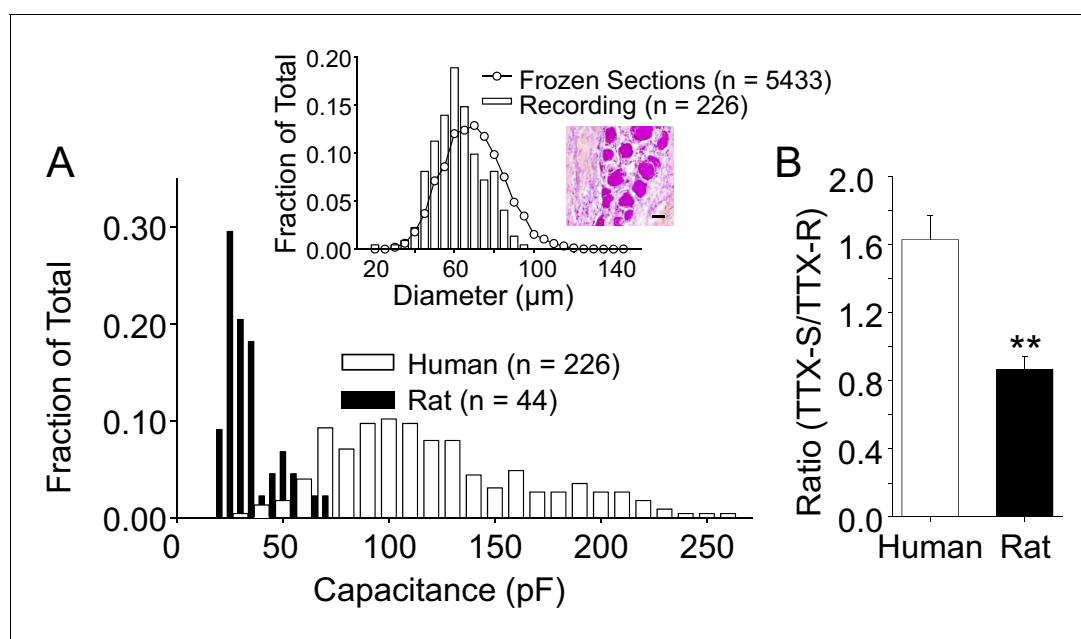 A
Fraction of Total
0.30
0.20
0.10
0.00
0
50
100
150
200
250
Capacitance (pF)
Human (n = 226)
Rat (n = 44)
Fraction of Total
0.20
0.15
0.10
0.05
0.00
20
60
100
140
Diameter (µm)
Frozen Sections (n = 5433)
Recording (n = 226)
B
Ratio (TTX-S/TTX-R)
2.0
1.6
1.2
0.8
0.4
0.0
**
Human
Rat